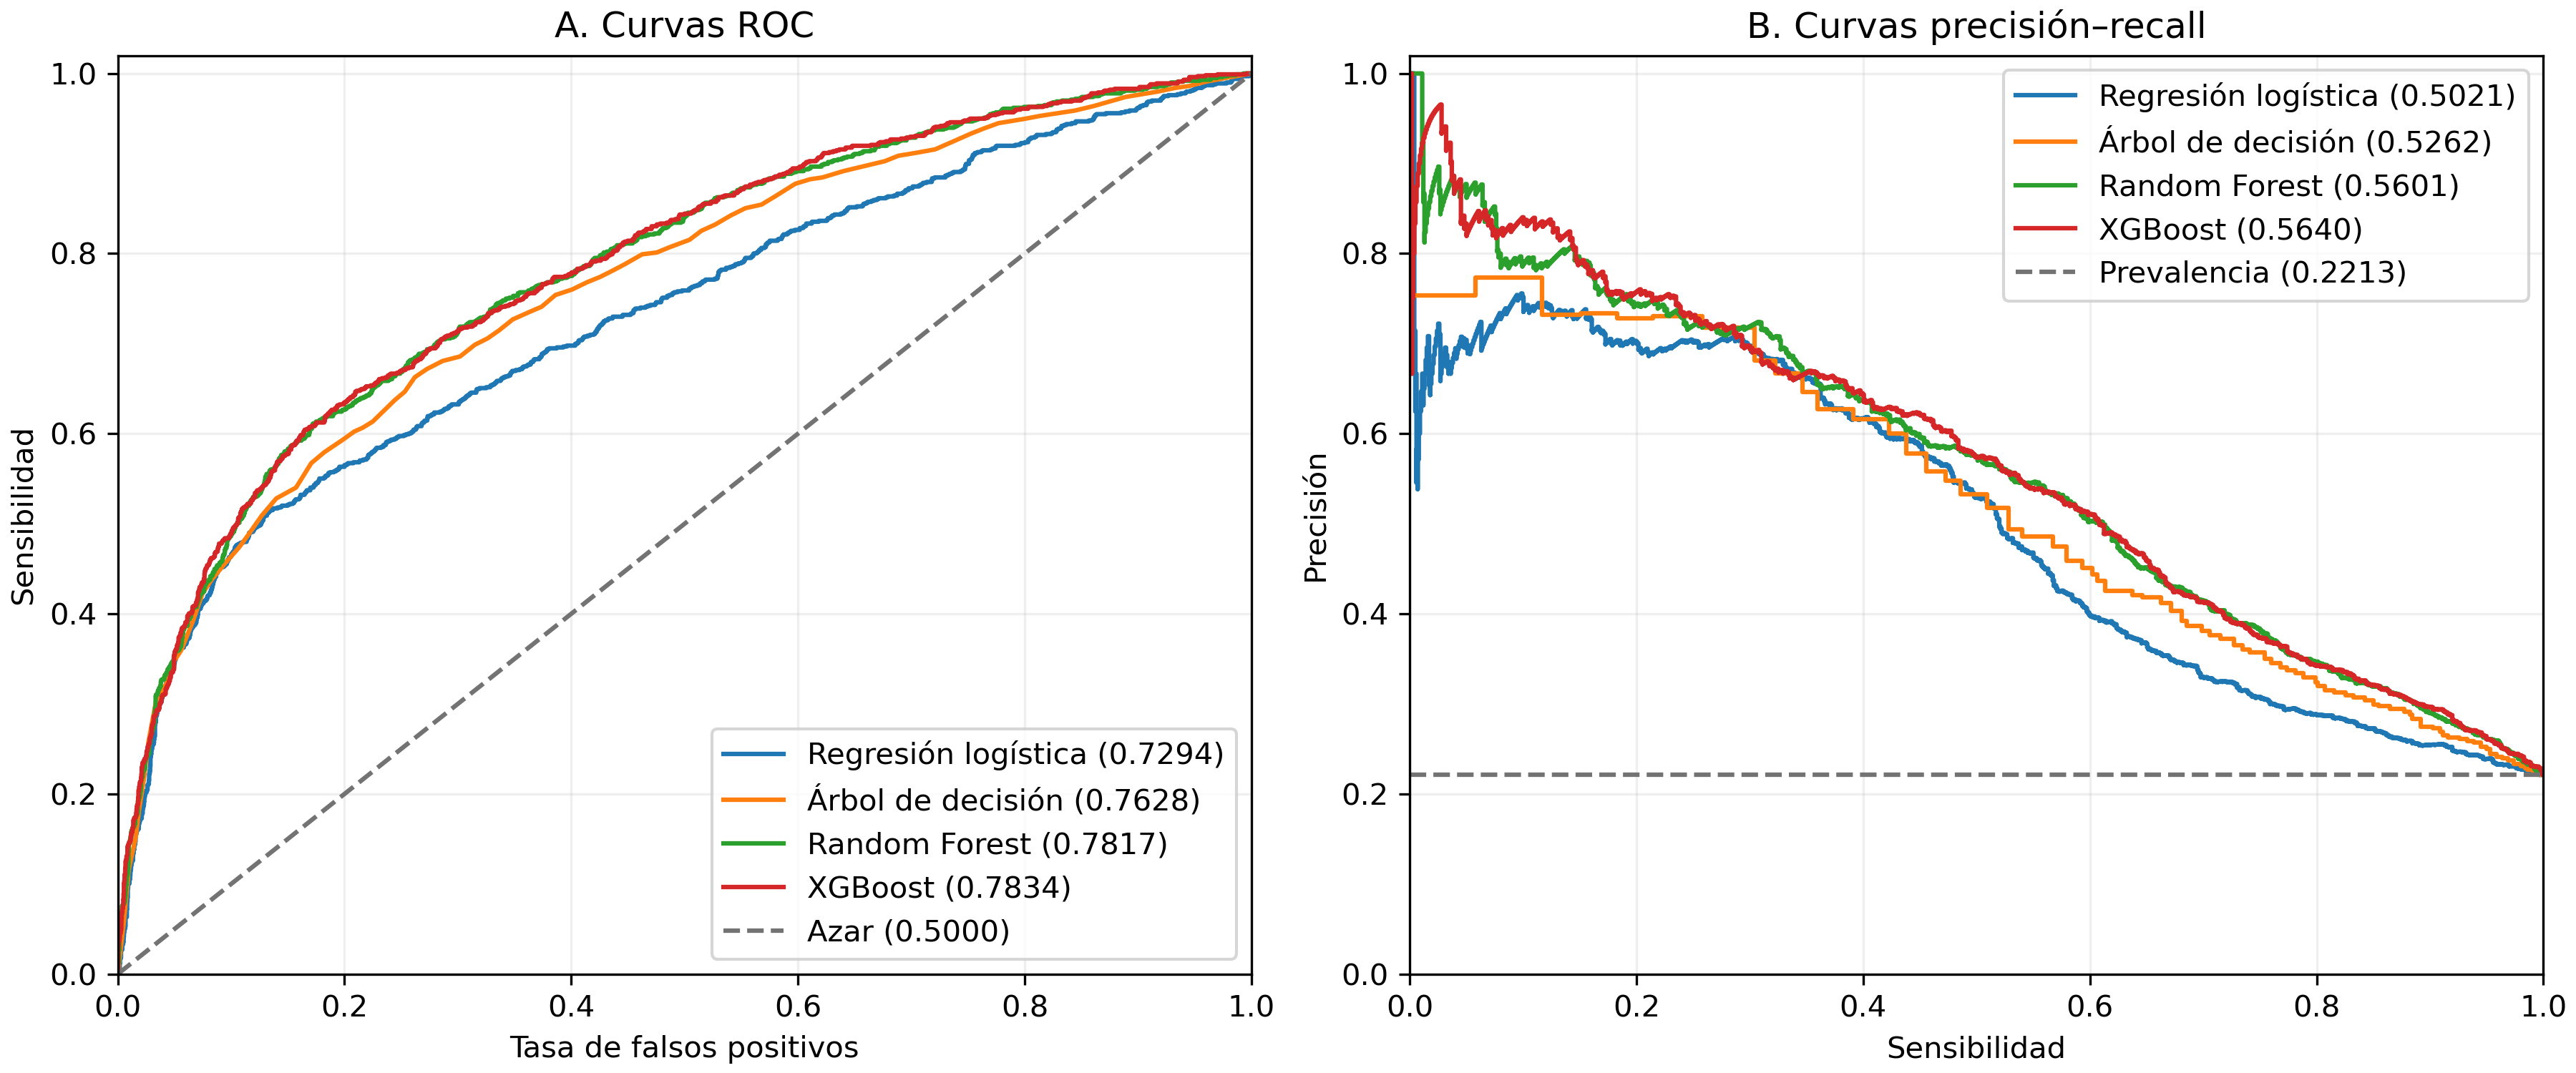 A. Curvas ROC
1.0
0.8
0.6
0.4
0.2
0.0
Sensibilidad
Regresión logística (0.7294)
Árbol de decisión (0.7628)
Random Forest (0.7817)
XGBoost (0.7834)
Azar (0.5000)
0.0 0.2 0.4 0.6 0.8 1.0
Tasa de falsos positivos
B. Curvas precisión–recall
1.0
0.8
0.6
0.4
0.2
0.0
Precisión
Regresión logística (0.5021)
Árbol de decisión (0.5262)
Random Forest (0.5601)
XGBoost (0.5640)
Prevalencia (0.2213)
0.0 0.2 0.4 0.6 0.8 1.0
Sensibilidad